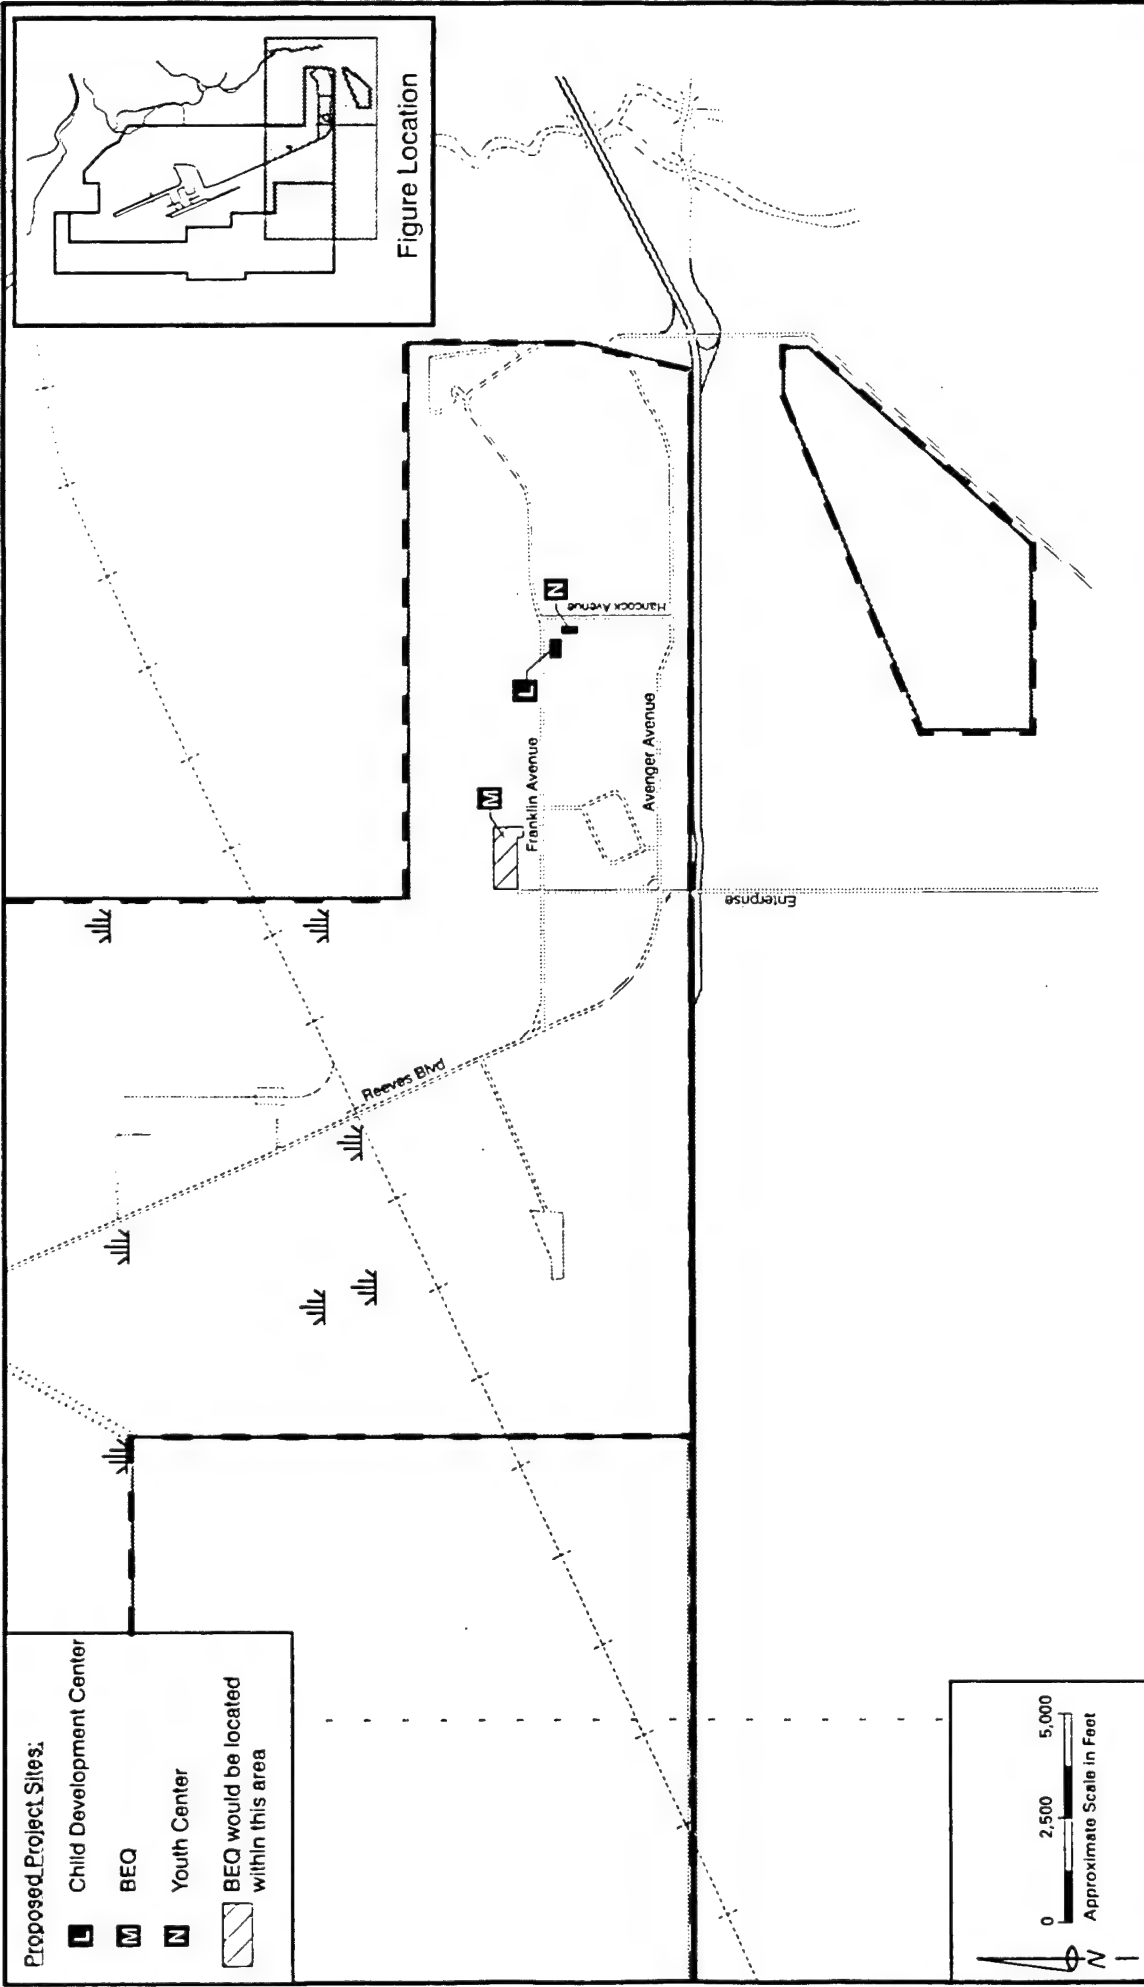 Proposed Project Sites:
L Child Development Center
M BEQ
N Youth Center
BEQ would be located
within this area
Figure Location
Reeves Blvd
Franklin Avenue
Avenger Avenue
Hancock Avenue
Enterprise
L
M
N
0 2,500 5,000
Approximate Scale in Feet
N